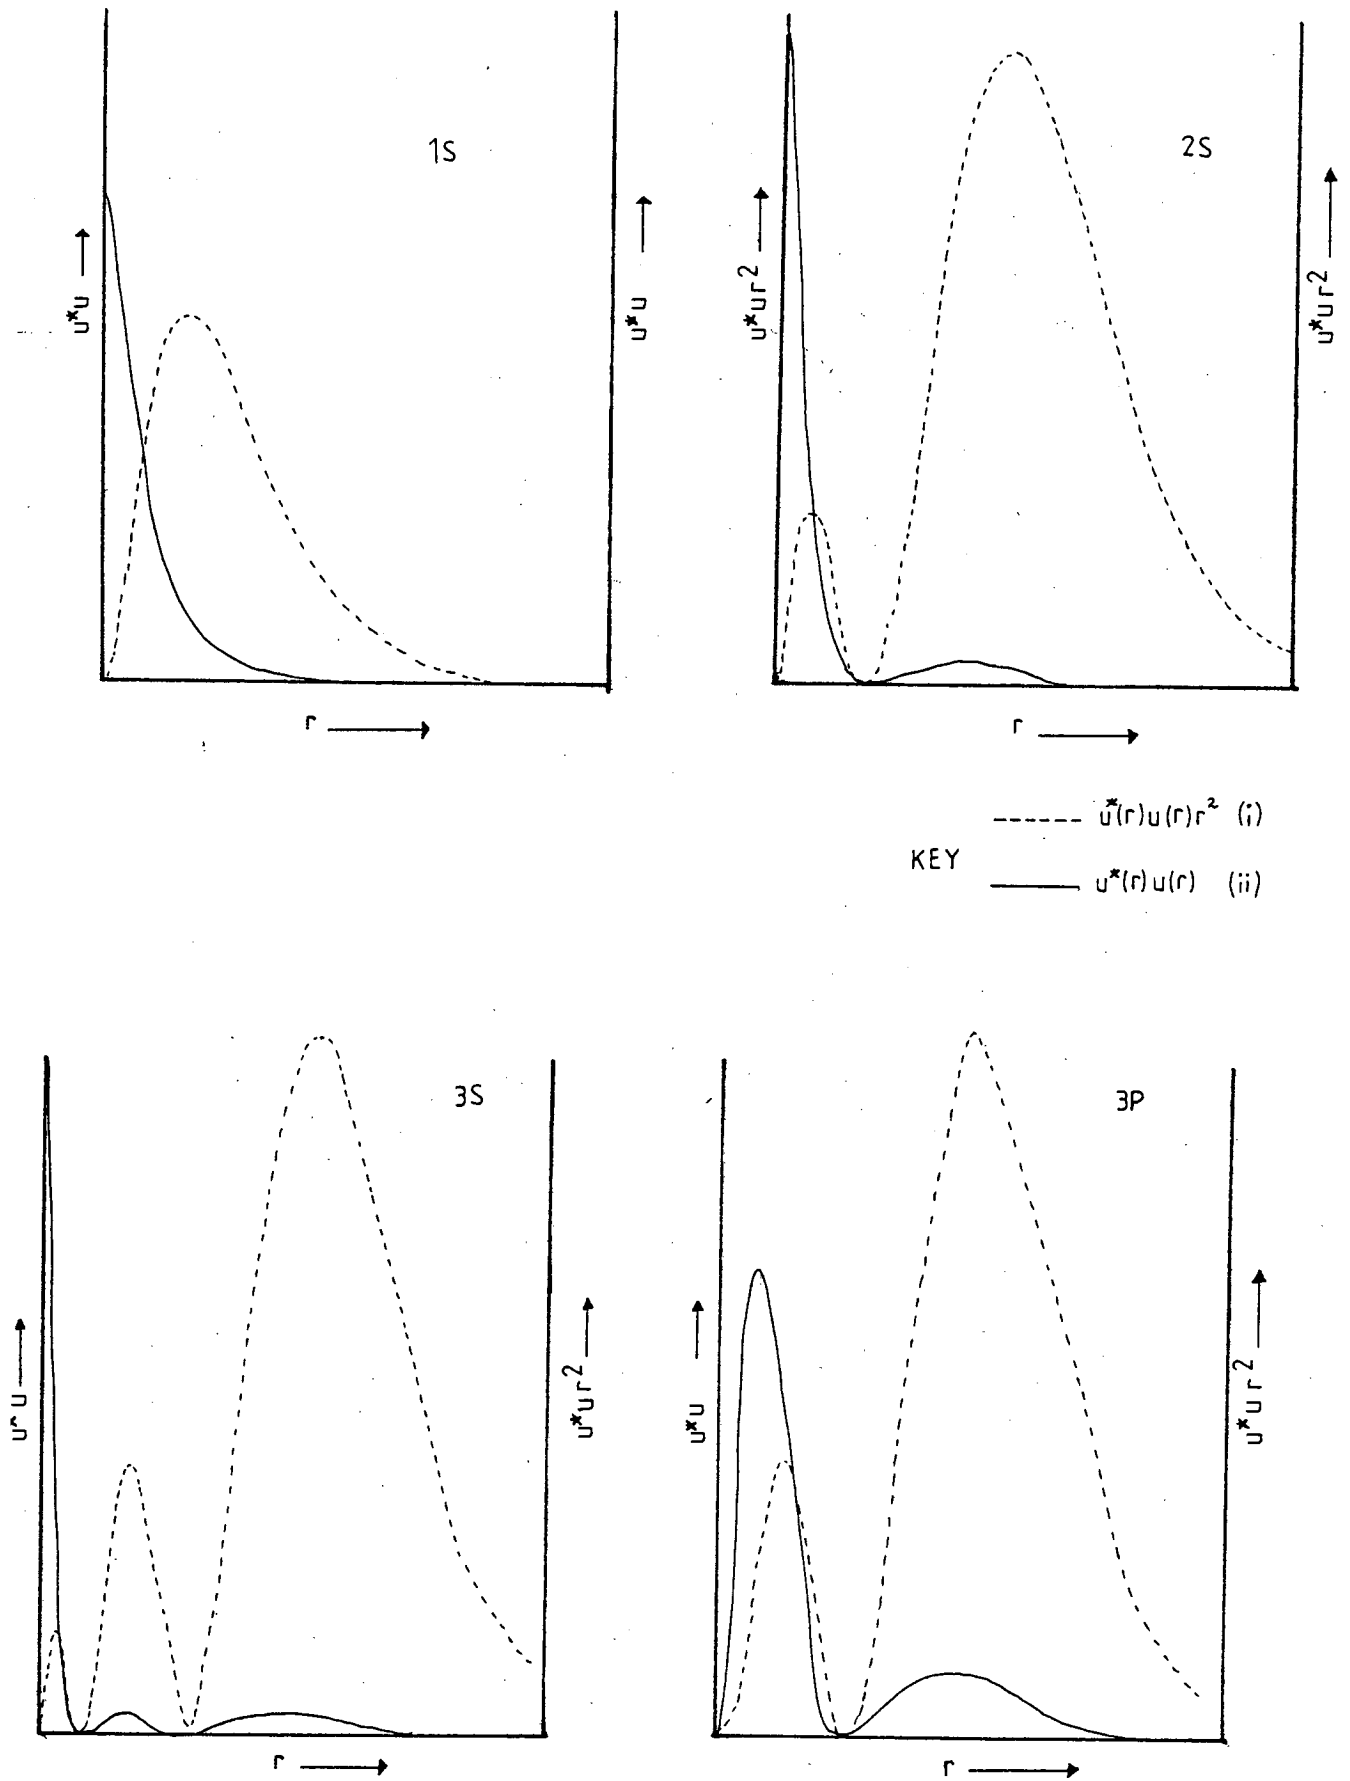 1S
u*u
u*u
r
2S
u*ur²
u*ur²
r
------ u*(r)u(r)r² (i)
KEY
u*(r)u(r) (ii)
3S
u^u
u*ur²
r
3P
u*u
u*ur²
r